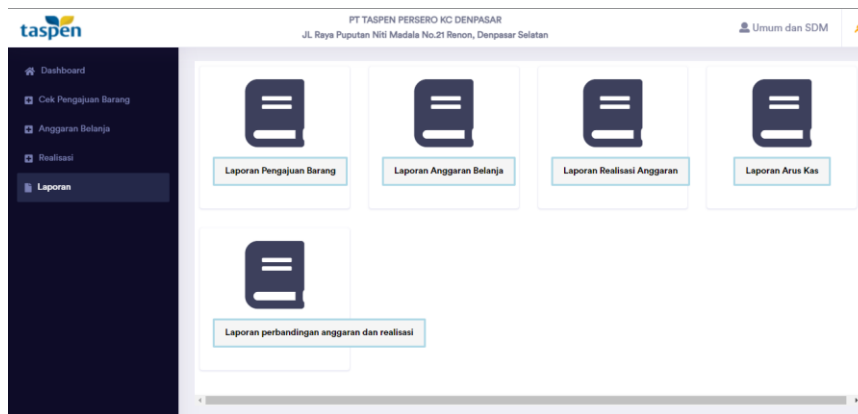 taspen
PT TASPEN PERSERO KC DENPASAR
JL Raya Puputan Niti Madala No.21 Renon, Denpasar Selatan
Umum dan SDM
Dashboard
Cek Pengajuan Barang
Anggaran Belanja
Realisasi
Laporan
Laporan Pengajuan Barang
Laporan Anggaran Belanja
Laporan Realisasi Anggaran
Laporan Arus Kas
Laporan perbandingan anggaran dan realisasi